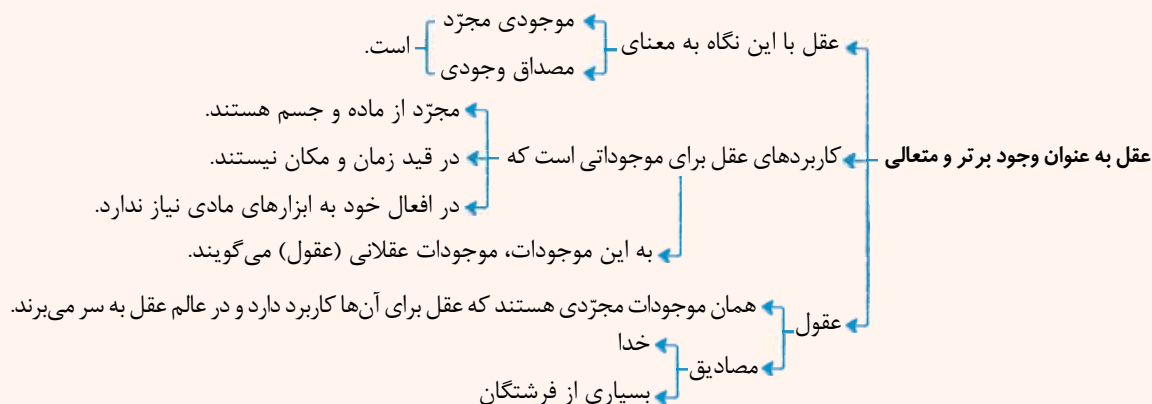 عقل به عنوان وجود برتر و متعالی
عقل با این نگاه به معنای
موجودی مجرّد
مصداق وجودی
است.
کاربردهای عقل برای موجوداتی است که
مجرّد از ماده و جسم هستند.
در قید زمان و مکان نیستند.
در افعال خود به ابزارهای مادی نیاز ندارد.
به این موجودات، موجودات عقلانی (عقول) می‌گویند.
عقول
همان موجودات مجرّدی هستند که عقل برای آن‌ها کاربرد دارد و در عالم عقل به سر می‌برند.
مصادیق
خدا
بسیاری از فرشتگان